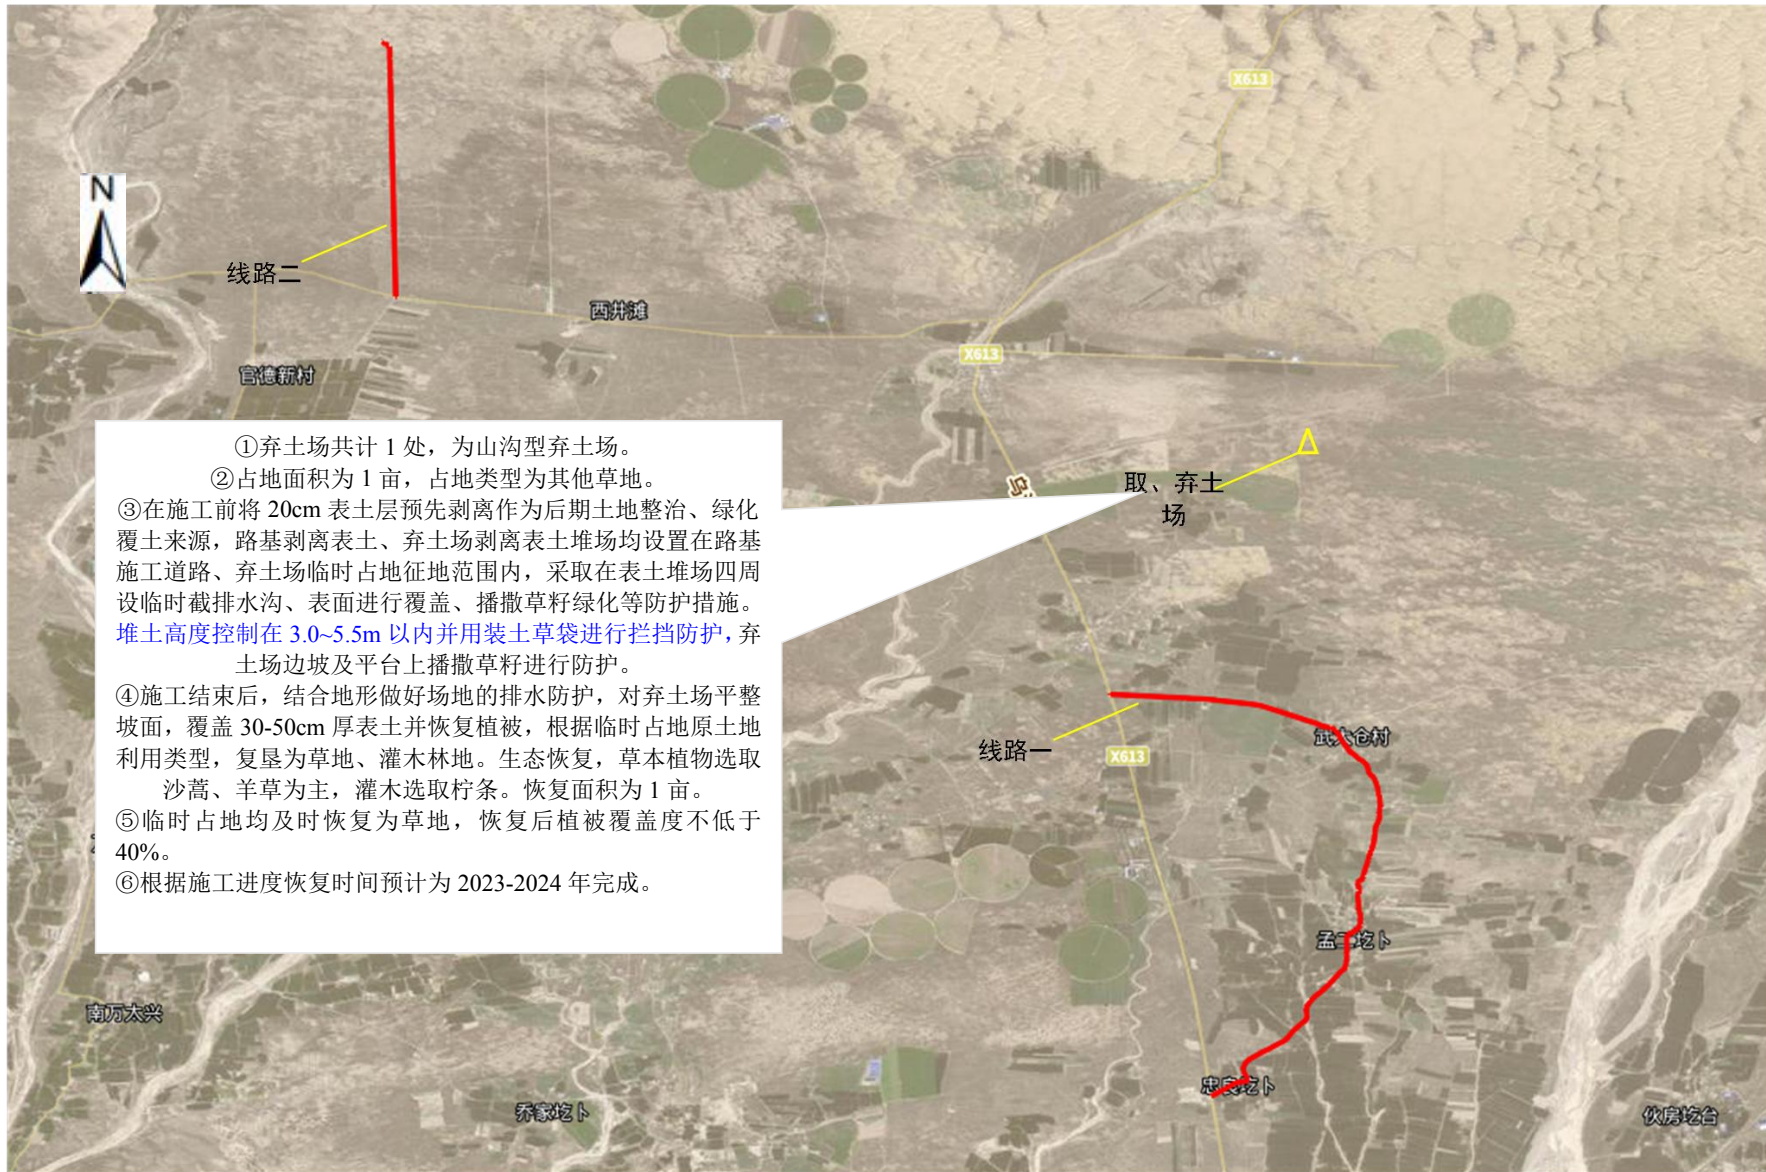 X613
N
线路二
西井滩
X613
官德新村
①弃土场共计 1 处，为山沟型弃土场。
②占地面积为 1 亩，占地类型为其他草地。
③在施工前将 20cm 表土层预先剥离作为后期土地整治、绿化
覆土来源，路基剥离表土、弃土场剥离表土堆场均设置在路基
施工道路、弃土场临时占地征地范围内，采取在表土堆场四周
设临时截排水沟、表面进行覆盖、播撒草籽绿化等防护措施。
堆土高度控制在 3.0~5.5m 以内并用装土草袋进行拦挡防护，弃
土场边坡及平台上播撒草籽进行防护。
④施工结束后，结合地形做好场地的排水防护，对弃土场平整
坡面，覆盖 30-50cm 厚表土并恢复植被，根据临时占地原土地
利用类型，复垦为草地、灌木林地。生态恢复，草本植物选取
沙蒿、羊草为主，灌木选取柠条。恢复面积为 1 亩。
⑤临时占地均及时恢复为草地，恢复后植被覆盖度不低于
40%。
⑥根据施工进度恢复时间预计为 2023-2024 年完成。
取、弃土
场
线路一
武大仓村
X613
孟二圪卜
南万太兴
忠良圪卜
乔家圪卜
伙房圪台